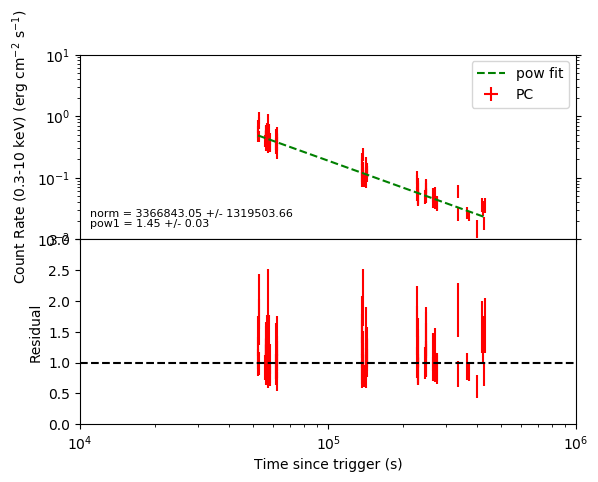 Count Rate (0.3-10 keV) (erg cm⁻² s⁻¹)
10¹
10⁰
10⁻¹
10⁻²
pow fit
PC
norm = 3366843.05 +/- 1319503.66
pow1 = 1.45 +/- 0.03
Residual
3.0
2.5
2.0
1.5
1.0
0.5
0.0
10⁴
10⁵
10⁶
Time since trigger (s)